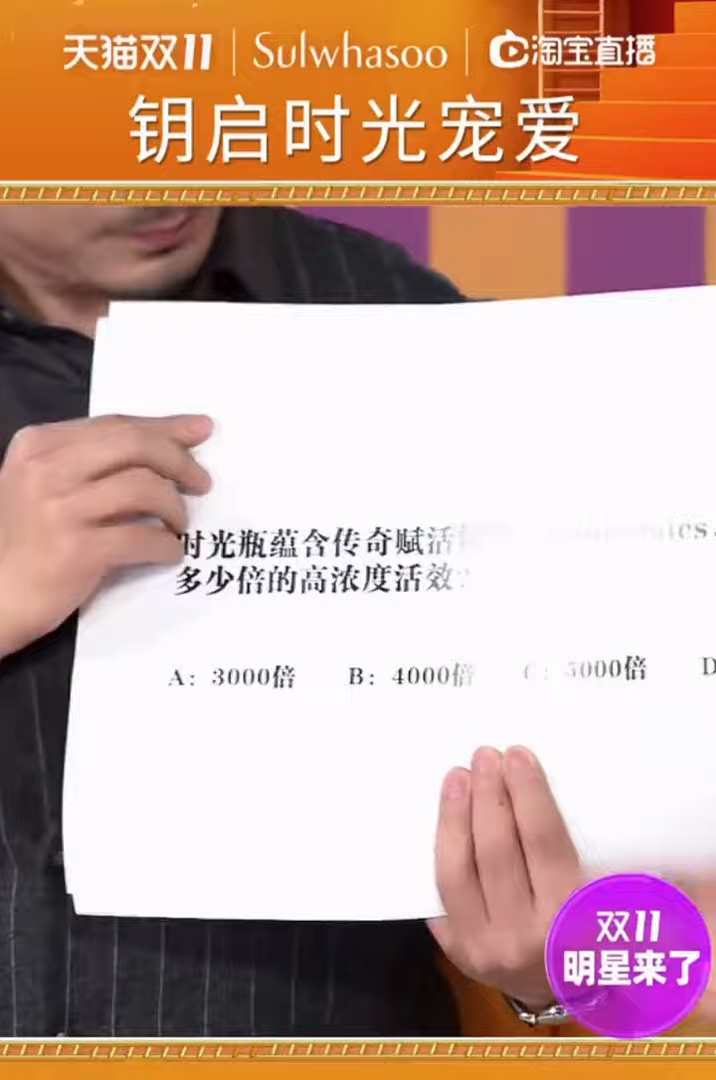 天猫双11 | Sulwhasoo | 淘宝直播
钥启时光宠爱
时光瓶蕴含传奇赋活
多少倍的高浓度活效?
A: 3000倍 B: 4000倍 C: 5000倍 D
双11
明星来了